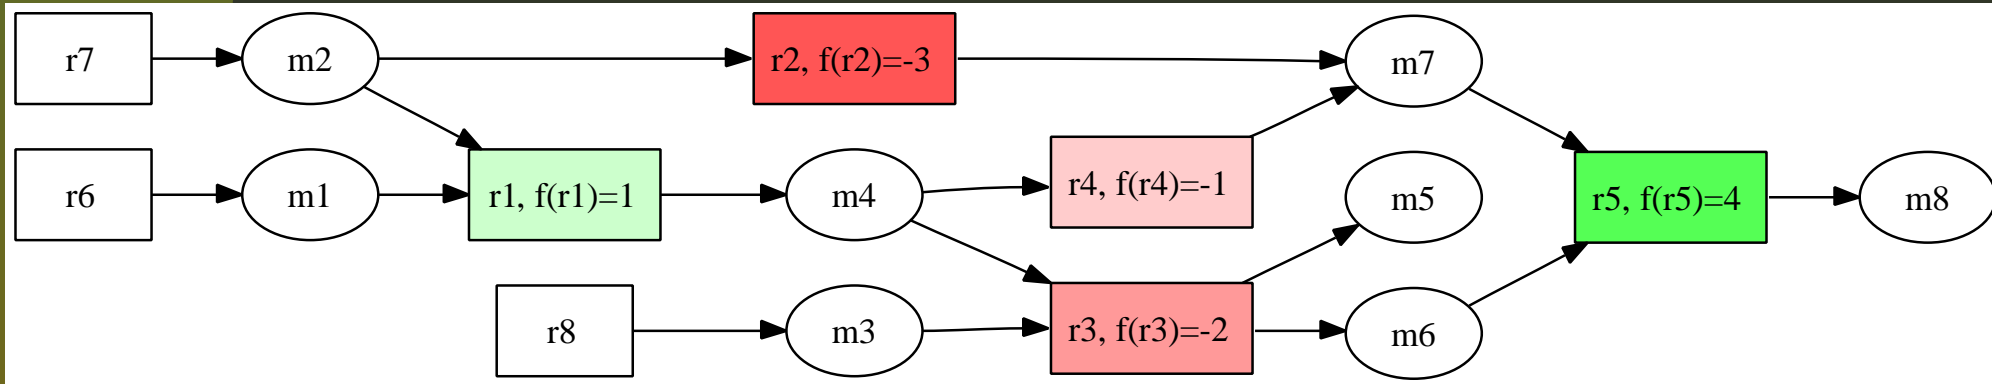 r7
m2
r2, f(r2)=-3
m7
r6
m1
r1, f(r1)=1
m4
r4, f(r4)=-1
m5
r5, f(r5)=4
m8
r8
m3
r3, f(r3)=-2
m6